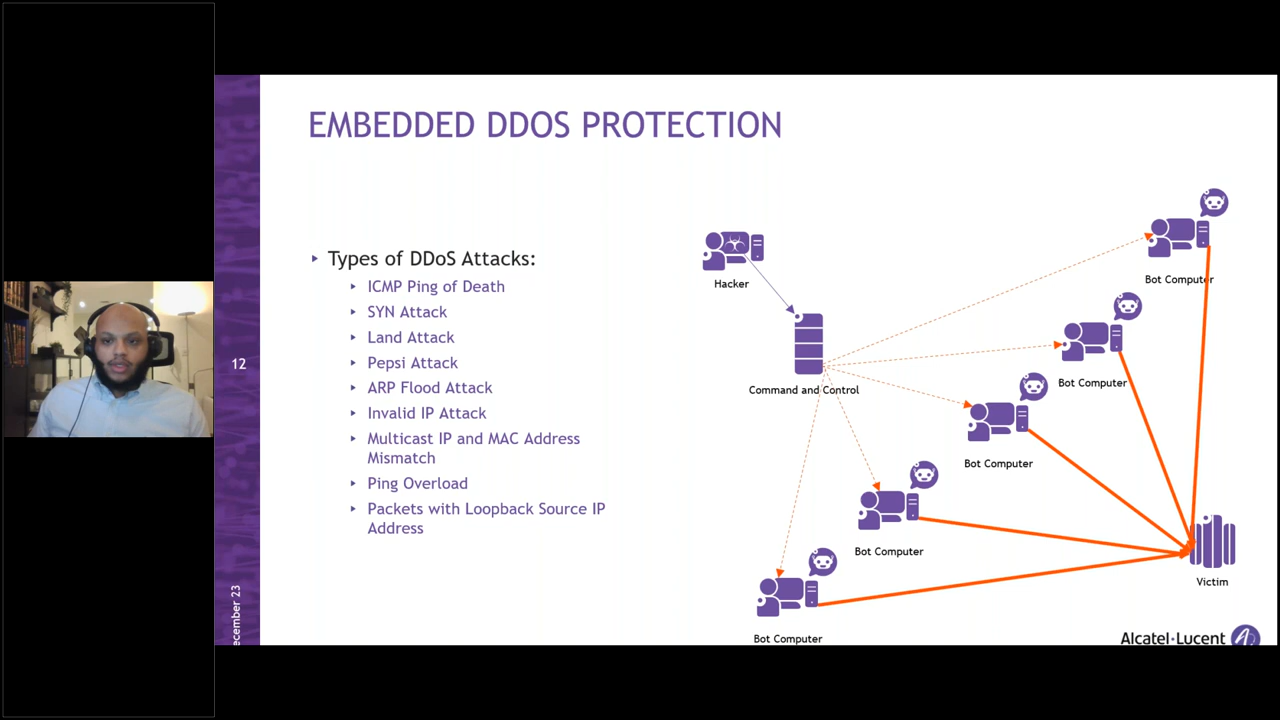 EMBEDDED DDOS PROTECTION
Types of DDoS Attacks:
ICMP Ping of Death
SYN Attack
Land Attack
Pepsi Attack
ARP Flood Attack
Invalid IP Attack
Multicast IP and MAC Address
Mismatch
Ping Overload
Packets with Loopback Source IP
Address
12
ecember 23
Hacker
Command and Control
Bot Computer
Bot Computer
Bot Computer
Bot Computer
Bot Computer
Victim
Alcatel·Lucent